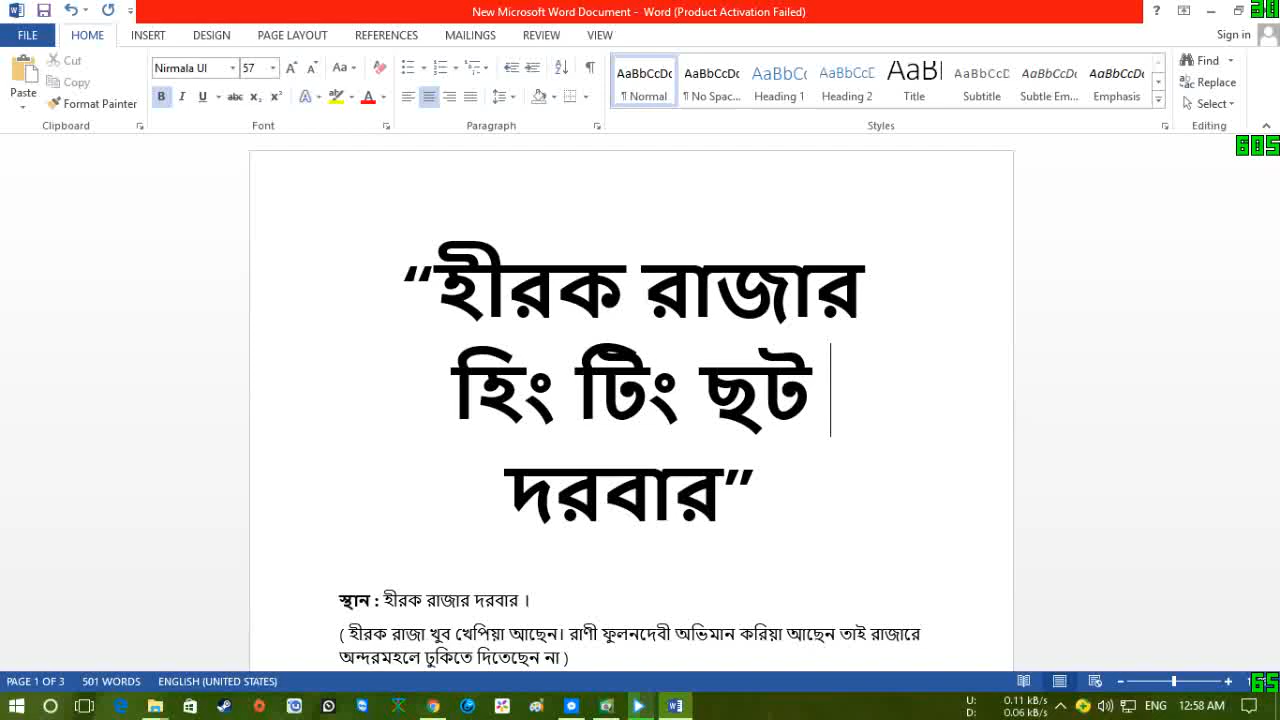 New Microsoft Word Document - Word (Product Activation Failed)
FILE HOME INSERT DESIGN PAGE LAYOUT REFERENCES MAILINGS REVIEW VIEW Sign in
Cut
Copy
Format Painter
Paste
Clipboard
Nirmala UI 57
Font
Paragraph
AaBbCcDc AaBbCcDc AaBbCc AaBbCcD AaBl AaBbCcD AaBbCcDc AaBbCcDc
¶ Normal ¶ No Spac... Heading 1 Heading 2 Title Subtitle Subtle Em... Emphasis
Styles
Find
Replace
Select
Editing
605
“হীরক রাজার
হিং টিং ছট
দরবার”
স্থান : হীরক রাজার দরবার ।
( হীরক রাজা খুব খেপিয়া আছেন। রাণী ফুলনদেবী অভিমান করিয়া আছেন তাই রাজারে
অন্দরমহলে ঢুকিতে দিতেছেন না )
PAGE 1 OF 3 501 WORDS ENGLISH (UNITED STATES)
U: 0.11 kB/s
D: 0.06 kB/s
ENG 12:58 AM